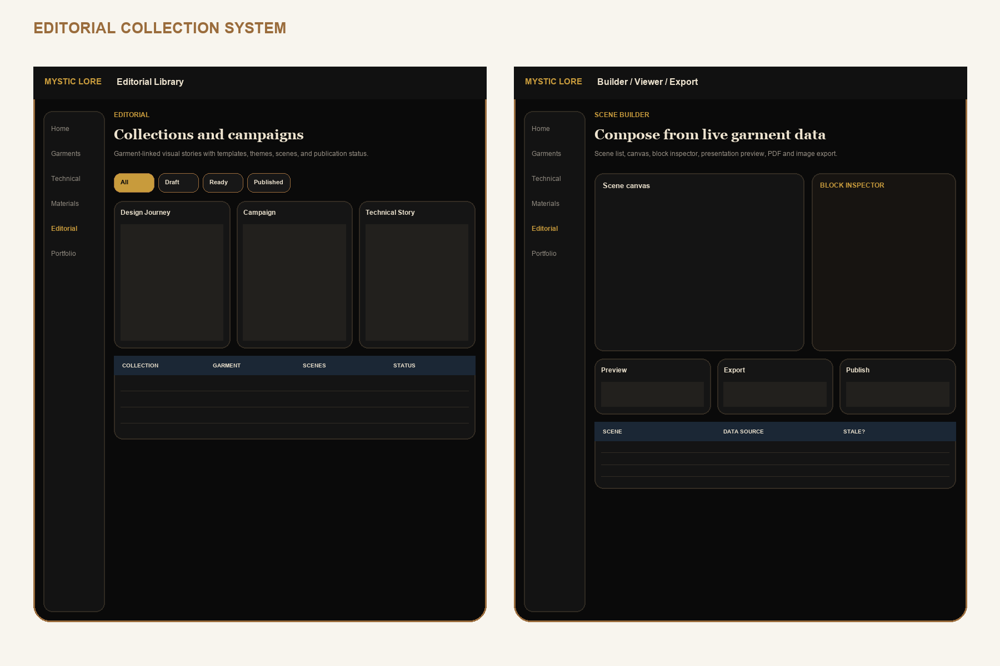 EDITORIAL COLLECTION SYSTEM
MYSTIC LORE Editorial Library
Home
Garments
Technical
Materials
Editorial
Portfolio
EDITORIAL
Collections and campaigns
Garment-linked visual stories with templates, themes, scenes, and publication status.
All Draft Ready Published
Design Journey Campaign Technical Story
COLLECTION GARMENT SCENES STATUS
MYSTIC LORE Builder / Viewer / Export
Home
Garments
Technical
Materials
Editorial
Portfolio
SCENE BUILDER
Compose from live garment data
Scene list, canvas, block inspector, presentation preview, PDF and image export.
Scene canvas BLOCK INSPECTOR
Preview Export Publish
SCENE DATA SOURCE STALE?